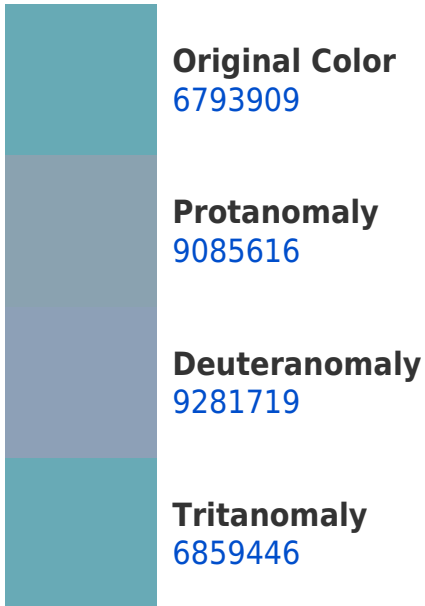 Original Color
6793909
Protanomaly
9085616
Deuteranomaly
9281719
Tritanomaly
6859446